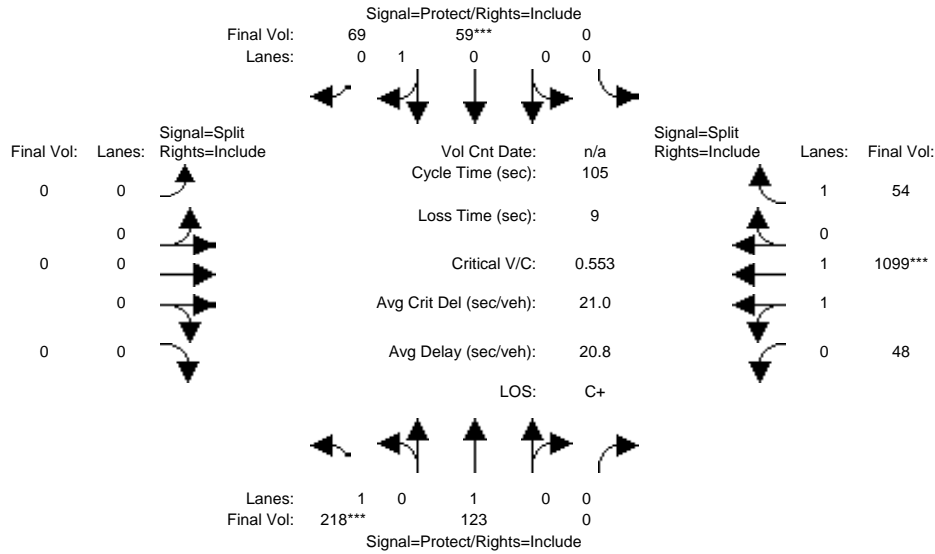 Signal=Protect/Rights=Include
Final Vol: 69 59*** 0
Lanes: 0 1 0 0 0
Signal=Split
Final Vol: Lanes: Rights=Include
Vol Cnt Date: n/a
Signal=Split
Rights=Include Lanes: Final Vol:
Cycle Time (sec): 105
0 0
1 54
Loss Time (sec): 9
0
0
0 0
Critical V/C: 0.553
1 1099***
0
Avg Crit Del (sec/veh): 21.0
1
0 0
Avg Delay (sec/veh): 20.8
0 48
LOS: C+
Lanes: 1 0 1 0 0
Final Vol: 218*** 123 0
Signal=Protect/Rights=Include